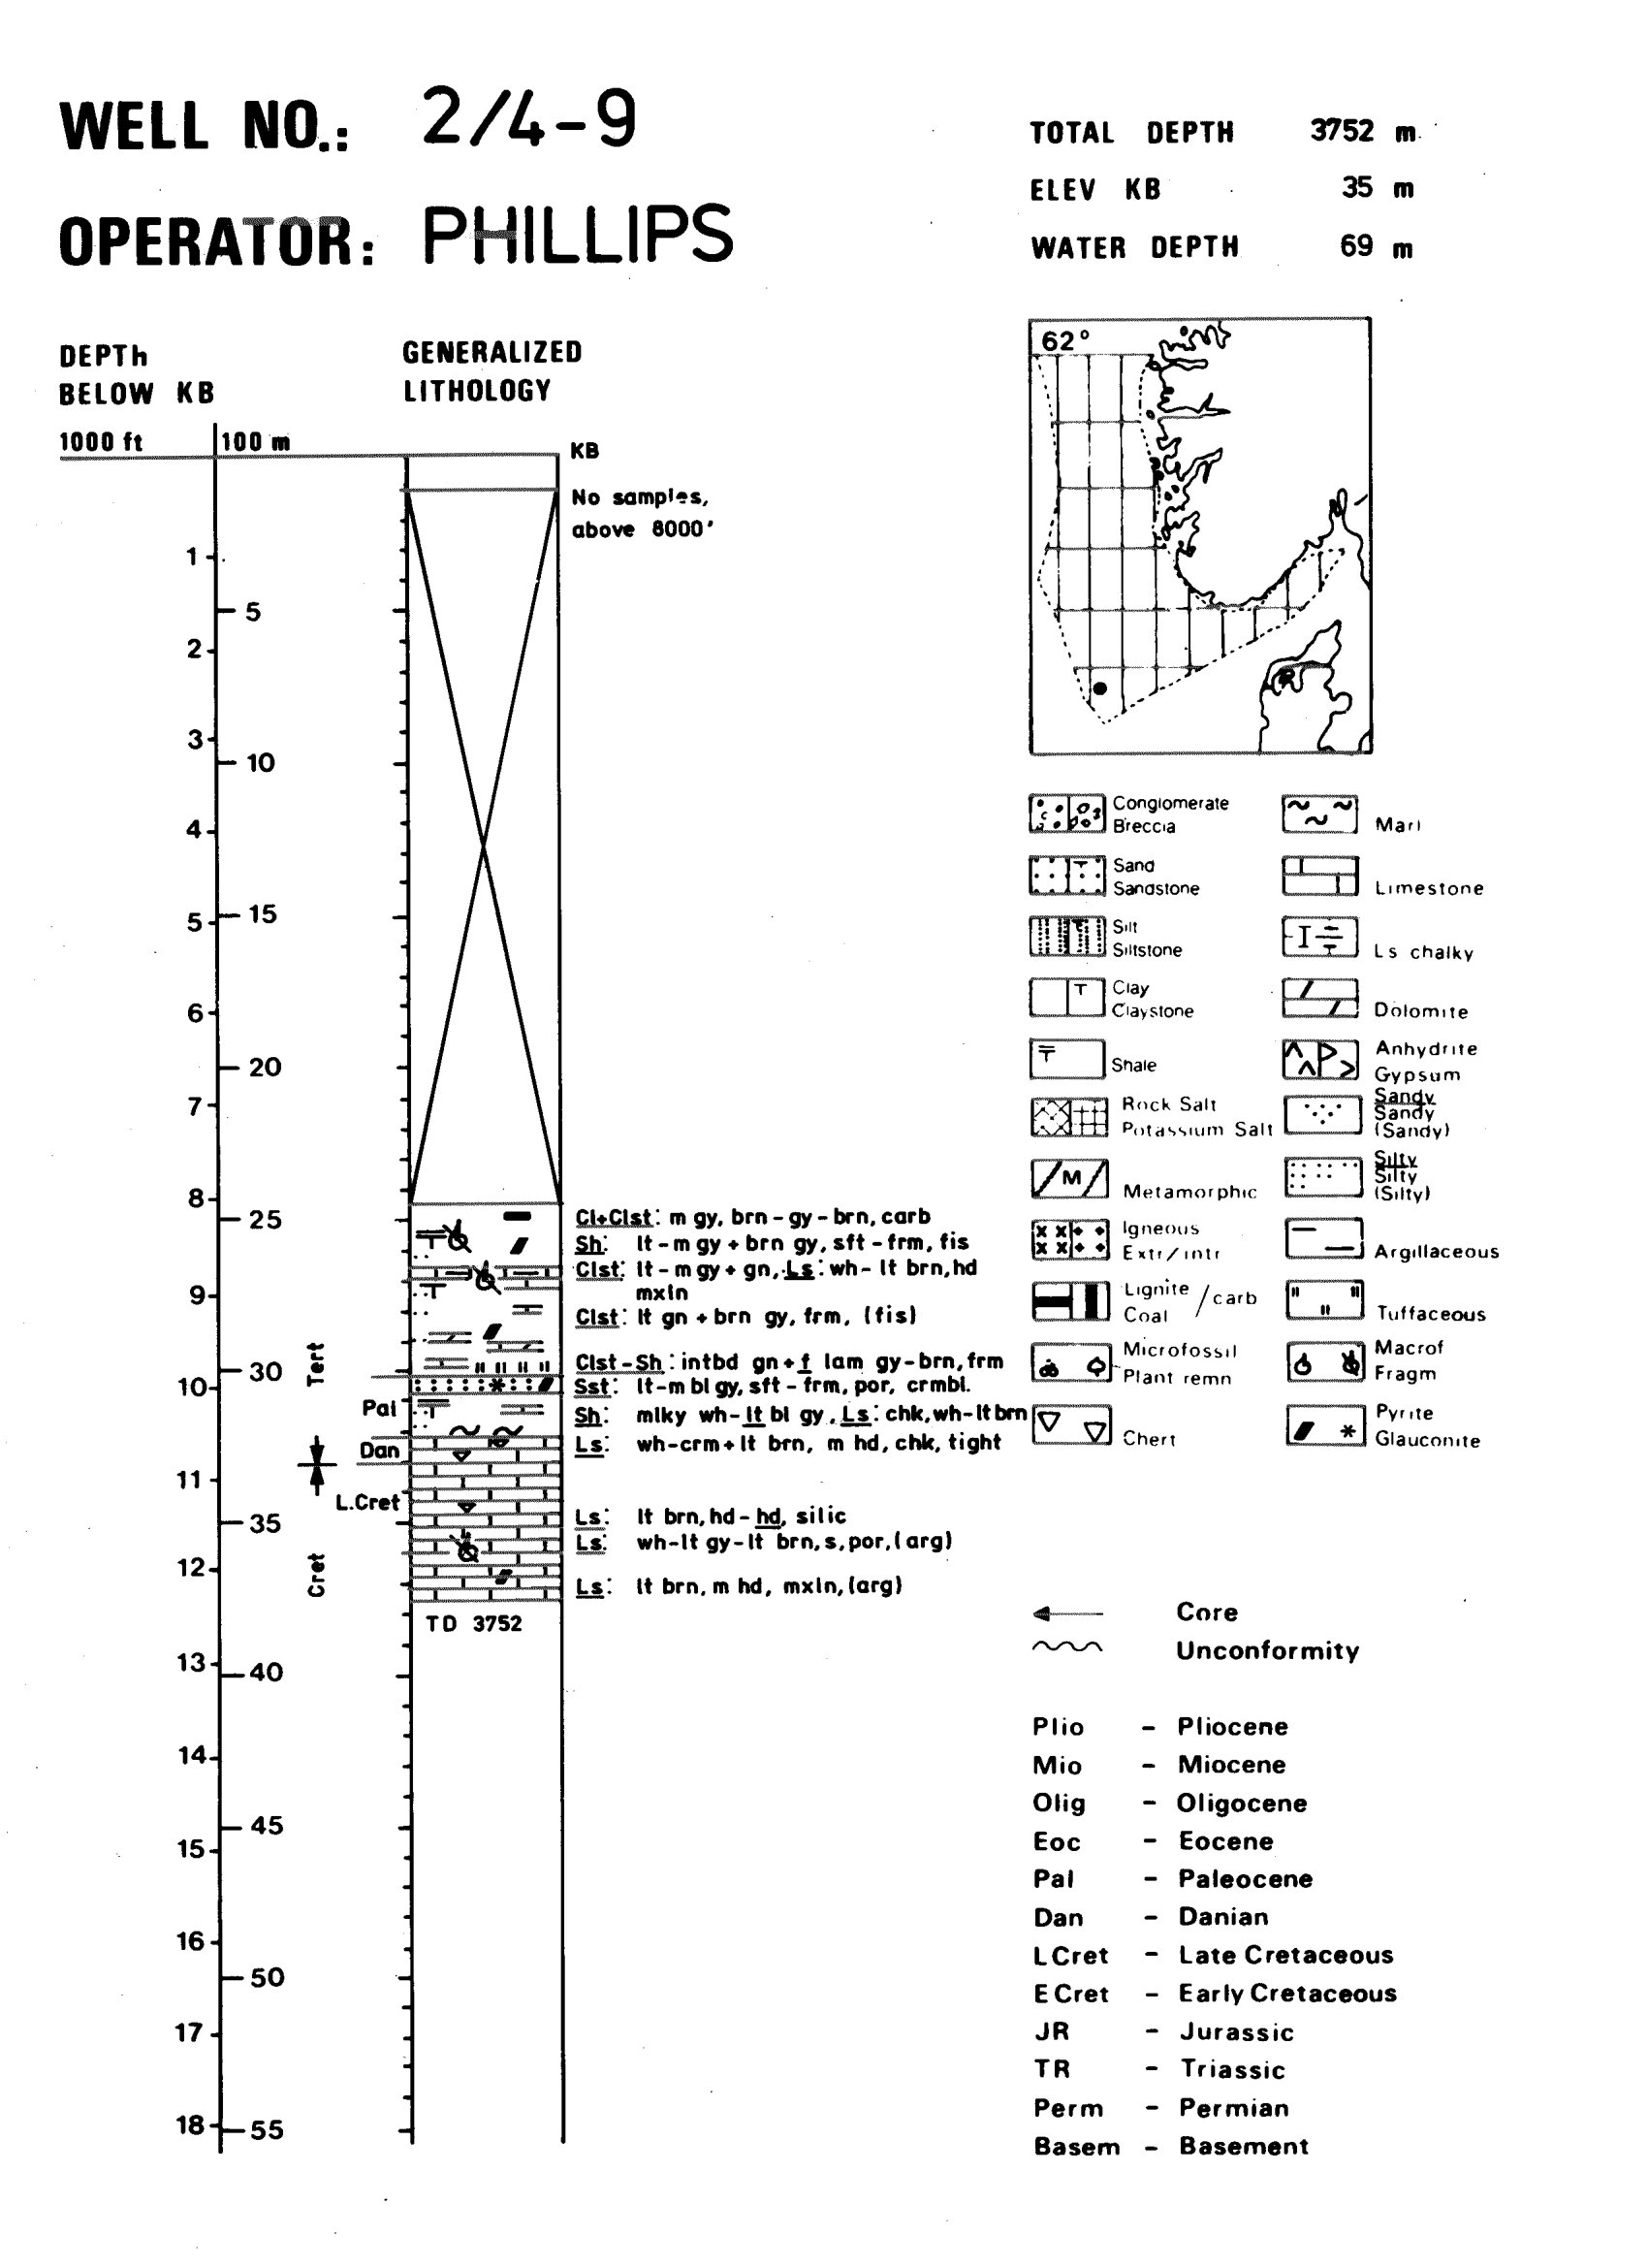 WELL NO.: 2/4-9
OPERATOR: PHILLIPS
TOTAL DEPTH 3752 m
ELEV KB 35 m
WATER DEPTH 69 m
DEPTh
BELOW KB
GENERALIZED
LITHOLOGY
1000 ft 100 m
KB
No samples,
above 8000'
1
5
2
3
10
4
5
15
6
20
7
8
25
9
30
10
11
35
12
13
40
14
45
15
16
50
17
18
55
Tert
Pal
Dan
L.Cret
Cret
Cl+Clst: m gy, brn-gy-brn, carb
Sh: lt-m gy + brn gy, sft-frm, fis
Clst: lt-m gy + gn, Ls: wh-lt brn, hd
mxln
Clst: lt gn + brn gy, frm, (fis)
Clst-Sh: intbd gn + f lam gy-brn, frm
Sst: lt-m bl gy, sft-frm, por, crmbl.
Sh: mlky wh-lt bl gy, Ls: chk, wh-lt brn
Ls: wh-crm + lt brn, m hd, chk, tight
Ls: lt brn, hd-hd, silic
Ls: wh-lt gy-lt brn, s, por, (arg)
Ls: lt brn, m hd, mxln, (arg)
TD 3752
62°
Conglomerate
Breccia
Marl
Sand
Sandstone
Limestone
Silt
Siltstone
Ls chalky
Clay
Claystone
Dolomite
Shale
Anhydrite
Gypsum
Rock Salt
Potassium Salt
Sandy
Sandy
(Sandy)
M
Metamorphic
Silty
Silty
(Silty)
Igneous
Extr/intr
Argillaceous
Lignite
Coal
/carb
Tuffaceous
Microfossil
Plant remn
Macrof
Fragm
Chert
Pyrite
Glauconite
Core
Unconformity
Plio - Pliocene
Mio - Miocene
Olig - Oligocene
Eoc - Eocene
Pal - Paleocene
Dan - Danian
L Cret - Late Cretaceous
E Cret - Early Cretaceous
JR - Jurassic
TR - Triassic
Perm - Permian
Basem - Basement